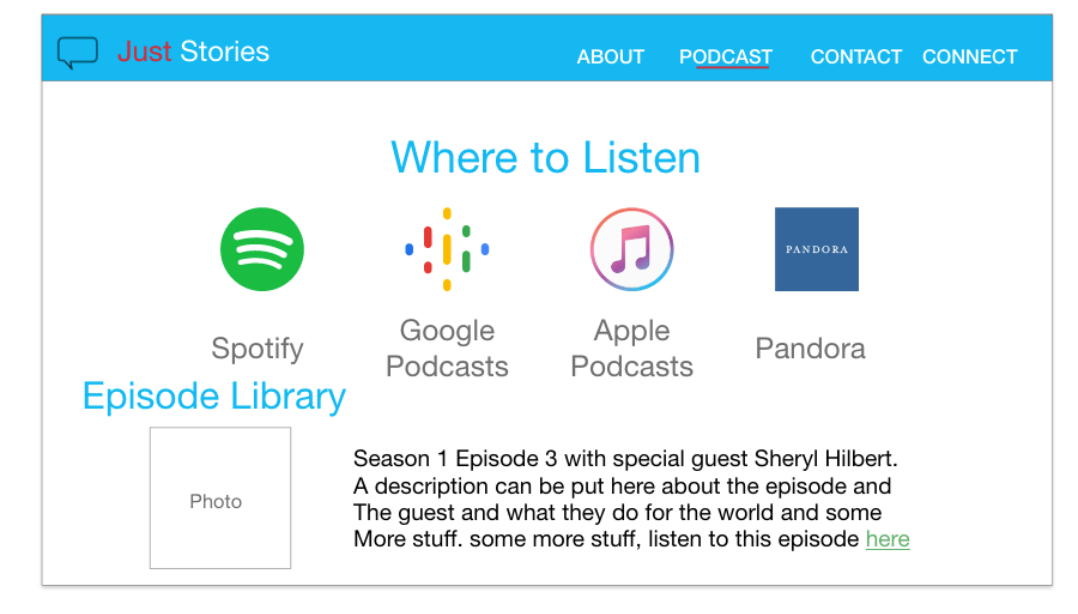 Just Stories
ABOUT PODCAST CONTACT CONNECT
Where to Listen
PANDORA
Spotify
Google
Podcasts
Apple
Podcasts
Pandora
Episode Library
Photo
Season 1 Episode 3 with special guest Sheryl Hilbert.
A description can be put here about the episode and
The guest and what they do for the world and some
More stuff. some more stuff, listen to this episode here